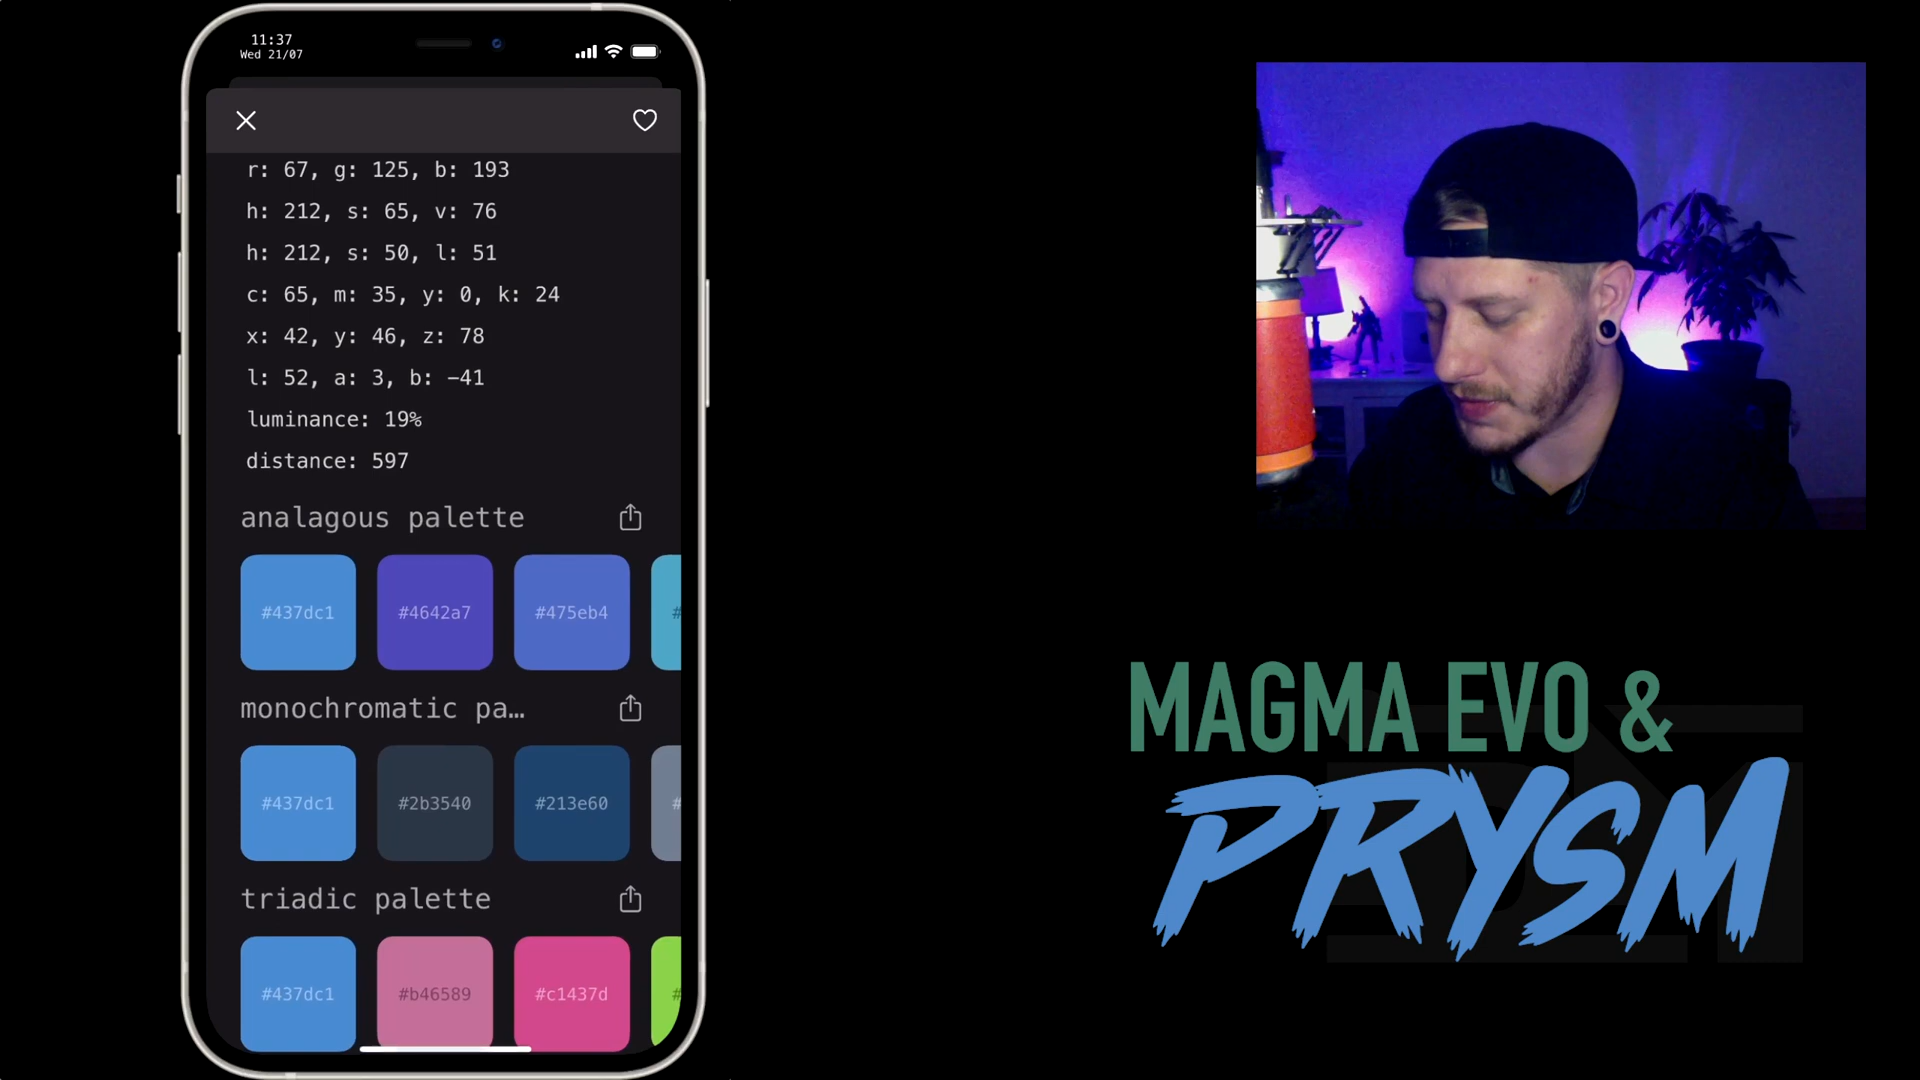 11:37
Wed 21/07
r: 67, g: 125, b: 193
h: 212, s: 65, v: 76
h: 212, s: 50, l: 51
c: 65, m: 35, y: 0, k: 24
x: 42, y: 46, z: 78
l: 52, a: 3, b: −41
luminance: 19%
distance: 597
analagous palette
#437dc1 #4642a7 #475eb4 #
monochromatic pa…
#437dc1 #2b3540 #213e60 #
triadic palette
#437dc1 #b46589 #c1437d #
MAGMA EVO &
PRYSM